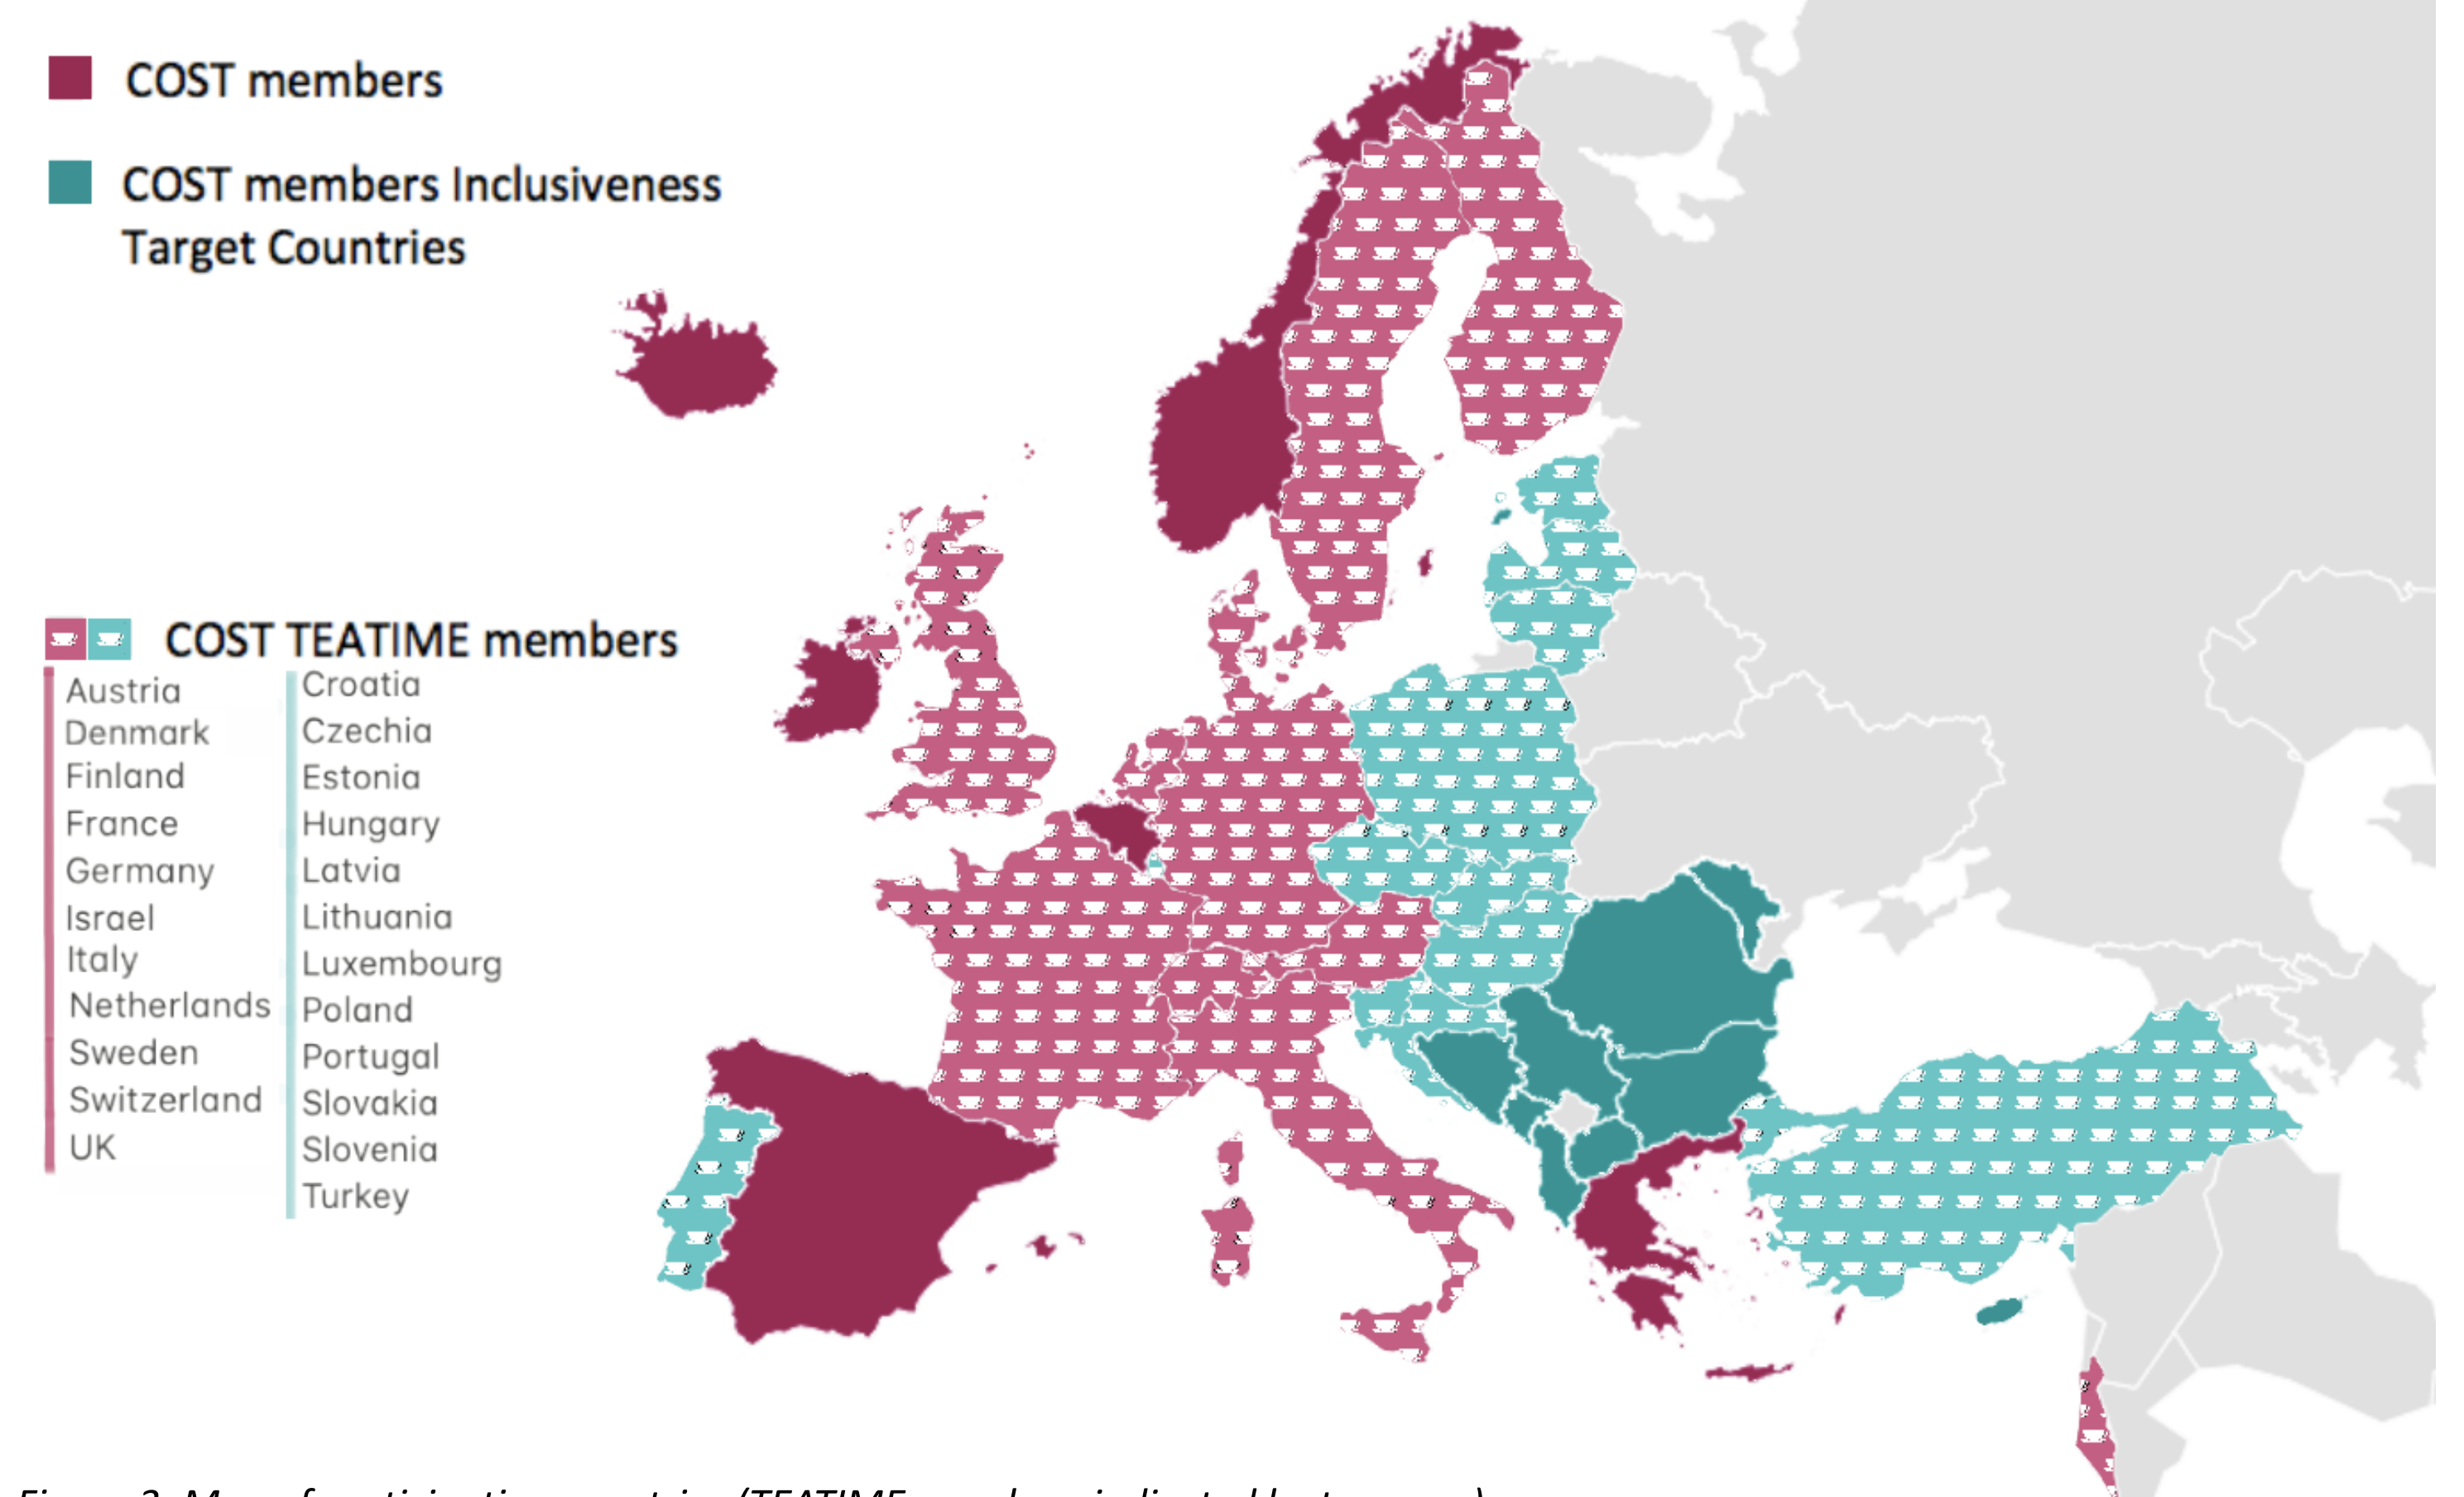 COST members
COST members Inclusiveness
Target Countries
COST TEATIME members
Austria
Denmark
Finland
France
Germany
Israel
Italy
Netherlands
Sweden
Switzerland
UK
Croatia
Czechia
Estonia
Hungary
Latvia
Lithuania
Luxembourg
Poland
Portugal
Slovakia
Slovenia
Turkey